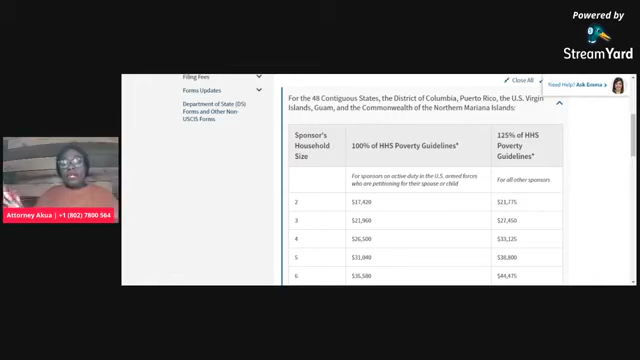 Powered by
StreamYard
Filing Fees
Forms Updates
Department of State (DS)
Forms and Other Non-
USCIS Forms
Close All
Need Help? Ask Emma
For the 48 Contiguous States, the District of Columbia, Puerto Rico, the U.S. Virgin
Islands, Guam, and the Commonwealth of the Northern Mariana Islands:
Sponsor's
Household
Size
100% of HHS Poverty Guidelines*
125% of HHS
Poverty
Guidelines*
For sponsors on active duty in the U.S. armed forces
who are petitioning for their spouse or child
For all other sponsors
2 $17,420 $21,775
3 $21,960 $27,450
4 $26,500 $33,125
5 $31,040 $38,800
6 $35,580 $44,475
Attorney Akua | +1 (802) 7800 564